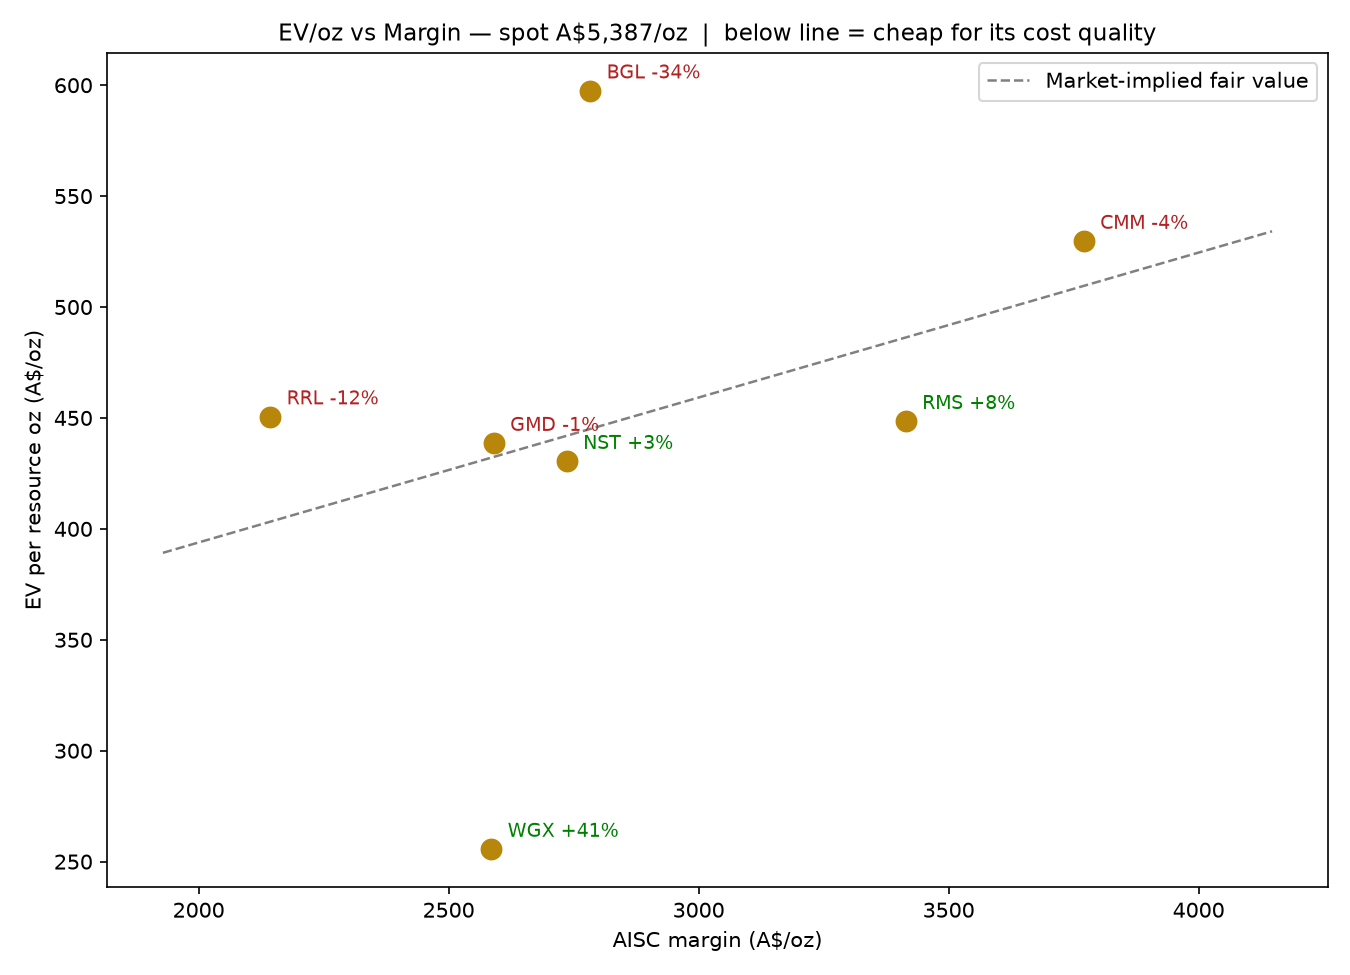 EV/oz vs Margin — spot A$5,387/oz | below line = cheap for its cost quality
Market-implied fair value
BGL -34%
CMM -4%
RRL -12%
RMS +8%
GMD -1%
NST +3%
WGX +41%
EV per resource oz (A$/oz)
600
550
500
450
400
350
300
250
2000
2500
3000
3500
4000
AISC margin (A$/oz)